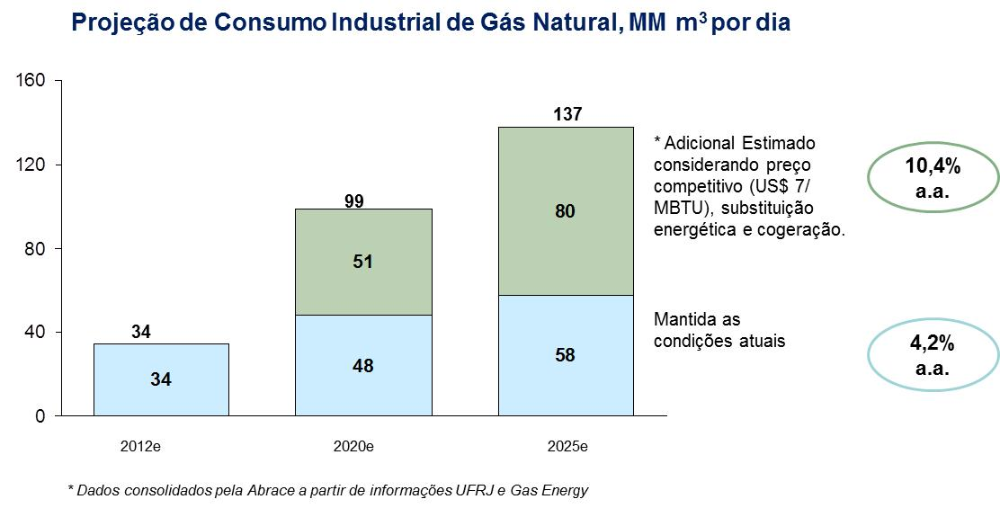 Projeção de Consumo Industrial de Gás Natural, MM m³ por dia
160
120
80
40
0
34
34
99
51
48
137
80
58
2012e
2020e
2025e
* Adicional Estimado
considerando preço
competitivo (US$ 7/
MBTU), substituição
energética e cogeração.
10,4%
a.a.
Mantida as
condições atuais
4,2%
a.a.
* Dados consolidados pela Abrace a partir de informações UFRJ e Gas Energy